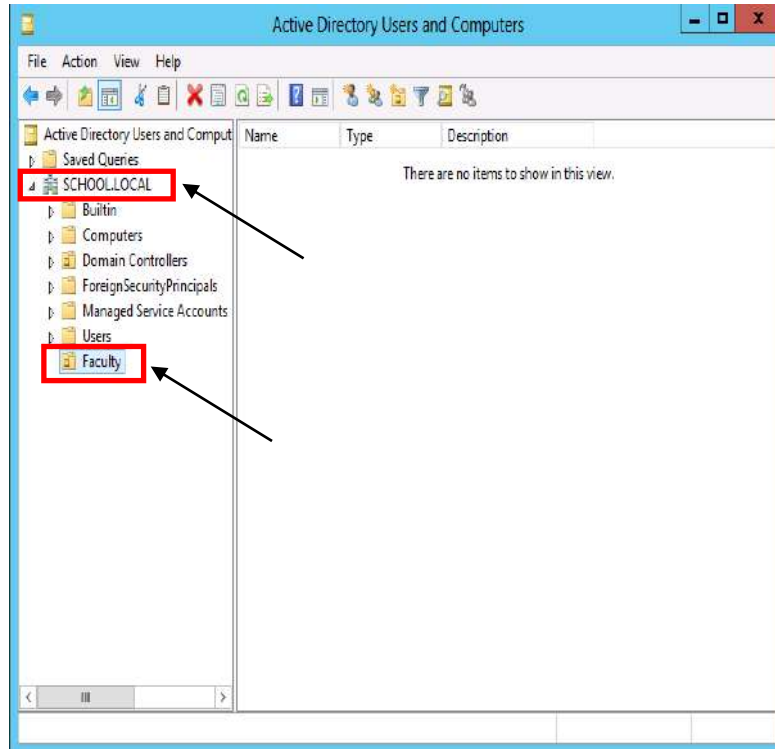 Active Directory Users and Computers
File Action View Help
Active Directory Users and Comput
Name Type Description
Saved Queries
There are no items to show in this view.
SCHOOL.LOCAL
Builtin
Computers
Domain Controllers
ForeignSecurityPrincipals
Managed Service Accounts
Users
Faculty